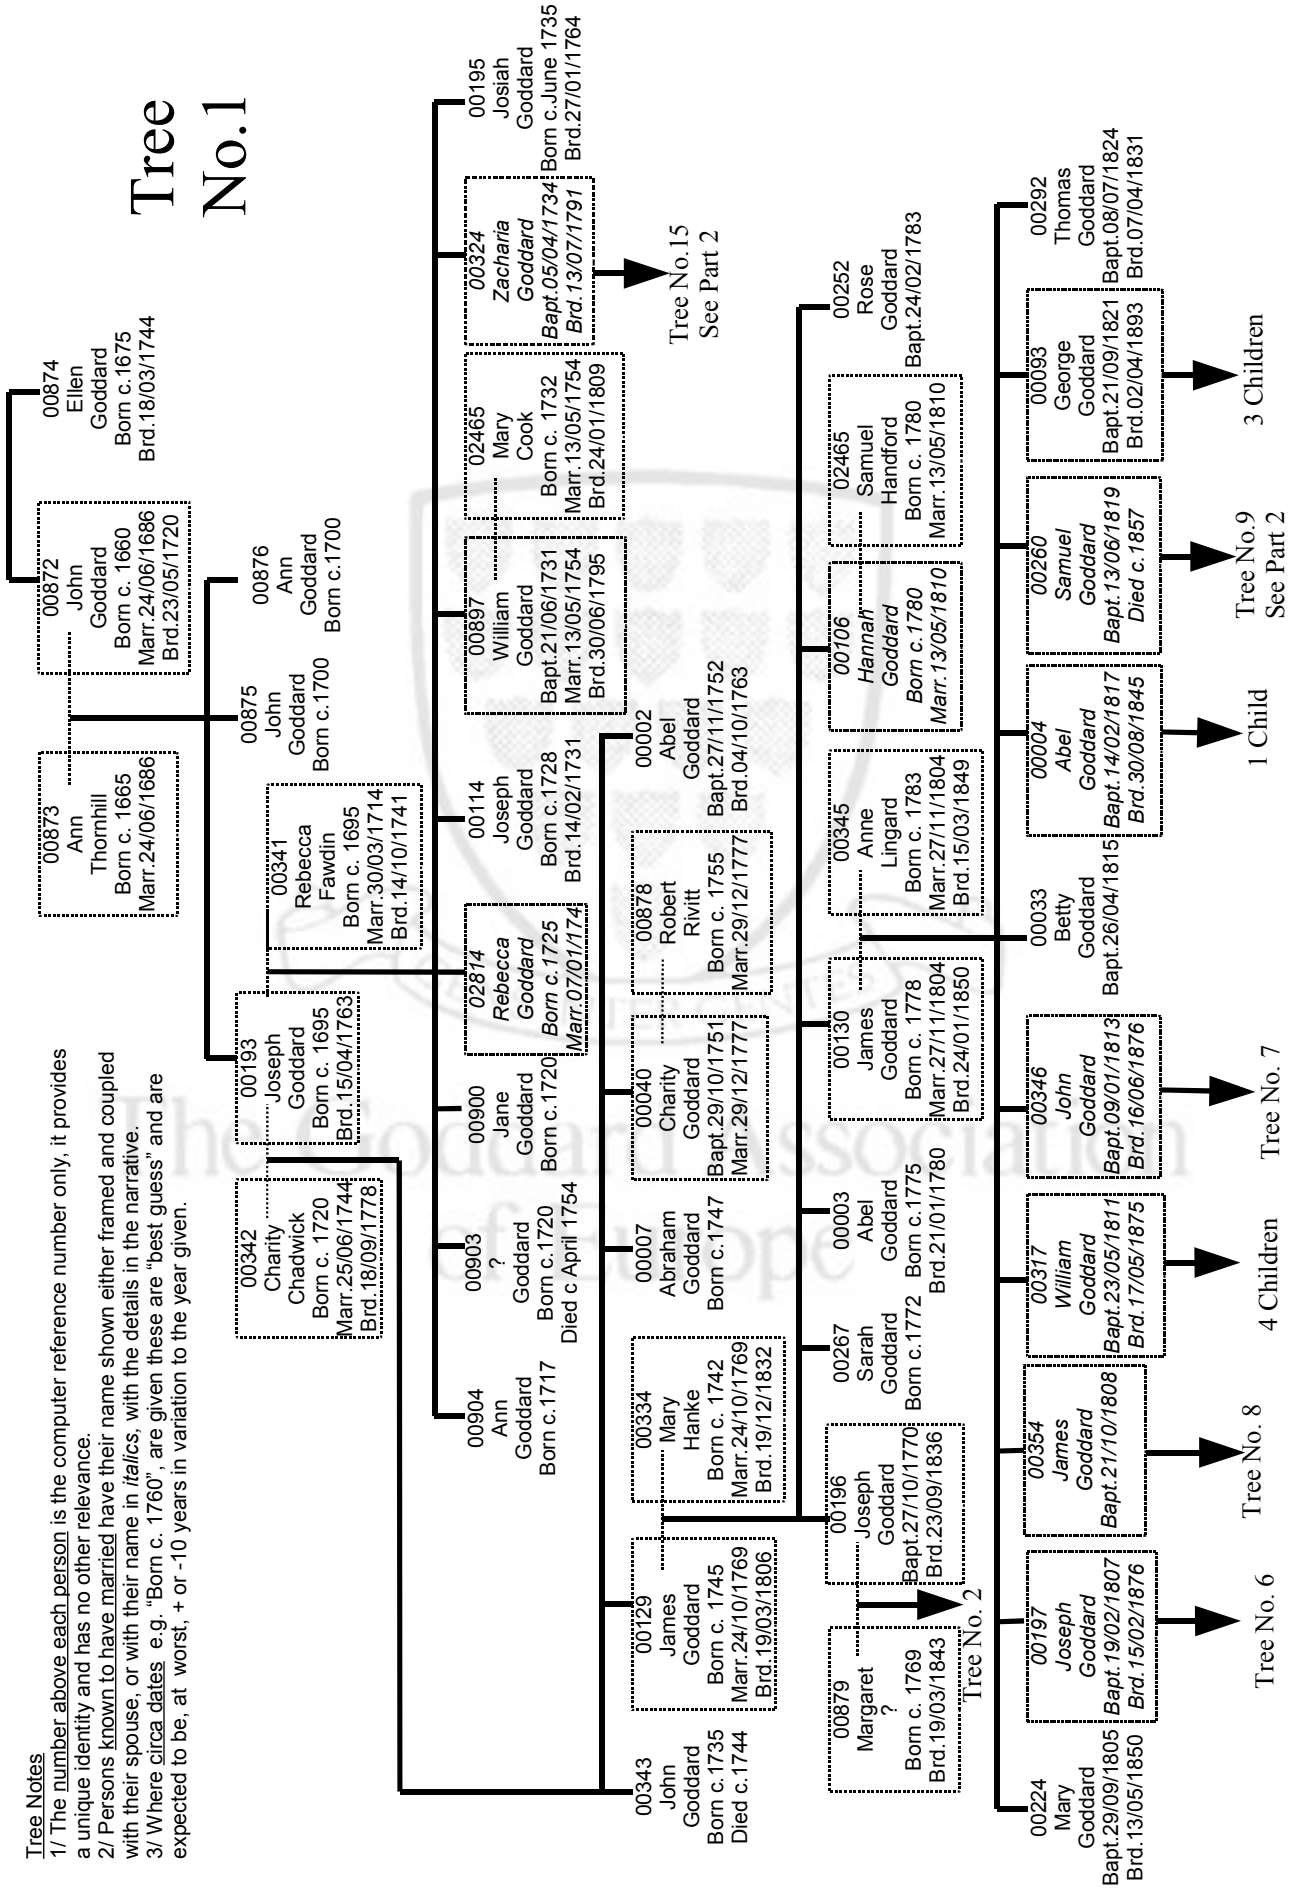 Tree
No.1
Tree Notes
1/ The number above each person is the computer reference number only, it provides
a unique identity and has no other relevance.
2/ Persons known to have married have their name shown either framed and coupled
with their spouse, or with their name in italics, with the details in the narrative.
3/ Where circa dates e.g. "Born c. 1760", are given these are "best guess" and are
expected to be, at worst, + or -10 years in variation to the year given.
00873
Ann
Thornhill
Born c. 1665
Marr.24/06/1686
00872
John
Goddard
Born c. 1660
Marr.24/06/1686
Brd.23/05/1720
00874
Ellen
Goddard
Born c.1675
Brd.18/03/1744
00342
Charity
Chadwick
Born c. 1720
Marr.25/06/1744
Brd.18/09/1778
00193
Joseph
Goddard
Born c. 1695
Brd.15/04/1763
00341
Rebecca
Fawdin
Born c. 1695
Marr.30/03/1714
Brd.14/10/1741
00875
John
Goddard
Born c.1700
00876
Ann
Goddard
Born c.1700
00904
Ann
Goddard
Born c.1717
00903
?
Goddard
Born c.1720
Died c April 1754
00900
Jane
Goddard
Born c.1720
02814
Rebecca
Goddard
Born c.1725
Marr.07/01/174
00114
Joseph
Goddard
Born c.1728
Brd.14/02/1731
00897
William
Goddard
Bapt.21/06/1731
Marr.13/05/1754
Brd.30/06/1795
02465
Mary
Cook
Born c. 1732
Marr.13/05/1754
Brd.24/01/1809
00324
Zacharia
Goddard
Bapt.05/04/1734
Brd.13/07/1791
Tree No.15
See Part 2
00195
Josiah
Goddard
Born c.June 1735
Brd.27/01/1764
00343
John
Goddard
Born c.1735
Died c.1744
00129
James
Goddard
Born c. 1745
Marr.24/10/1769
Brd.19/03/1806
00334
Mary
Hanke
Born c. 1742
Marr.24/10/1769
Brd.19/12/1832
00007
Abraham
Goddard
Born c.1747
00040
Charity
Goddard
Bapt.29/10/1751
Marr.29/12/1777
00878
Robert
Rivitt
Born c. 1755
Marr.29/12/1777
00002
Abel
Goddard
Bapt.27/11/1752
Brd.04/10/1763
00879
Margaret
?
Born c. 1769
Brd.19/03/1843
Tree No. 2
00196
Joseph
Goddard
Bapt.27/10/1770
Brd.23/09/1836
00267
Sarah
Goddard
Born c.1772
00003
Abel
Goddard
Born c.1775
Brd.21/01/1780
00130
James
Goddard
Born c. 1778
Marr.27/11/1804
Brd.24/01/1850
00345
Anne
Lingard
Born c. 1783
Marr.27/11/1804
Brd.15/03/1849
00106
Hannah
Goddard
Born c.1780
Marr.13/05/1810
02465
Samuel
Handford
Born c. 1780
Marr.13/05/1810
00252
Rose
Goddard
Bapt.24/02/1783
00224
Mary
Goddard
Bapt.29/09/1805
Brd.13/05/1850
00197
Joseph
Goddard
Bapt.19/02/1807
Brd.15/02/1876
Tree No. 6
00354
James
Goddard
Bapt.21/10/1808
Tree No. 8
00317
William
Goddard
Bapt.23/05/1811
Brd.17/05/1875
4 Children
00346
John
Goddard
Bapt.09/01/1813
Brd.16/06/1876
Tree No. 7
00033
Betty
Goddard
Bapt.26/04/1815
00004
Abel
Goddard
Bapt.14/02/1817
Brd.30/08/1845
1 Child
00260
Samuel
Goddard
Bapt.13/06/1819
Died c.1857
Tree No.9
See Part 2
00093
George
Goddard
Bapt.21/09/1821
Brd.02/04/1893
3 Children
00292
Thomas
Goddard
Bapt.08/07/1824
Brd.07/04/1831
The Goddard Association
of Europe